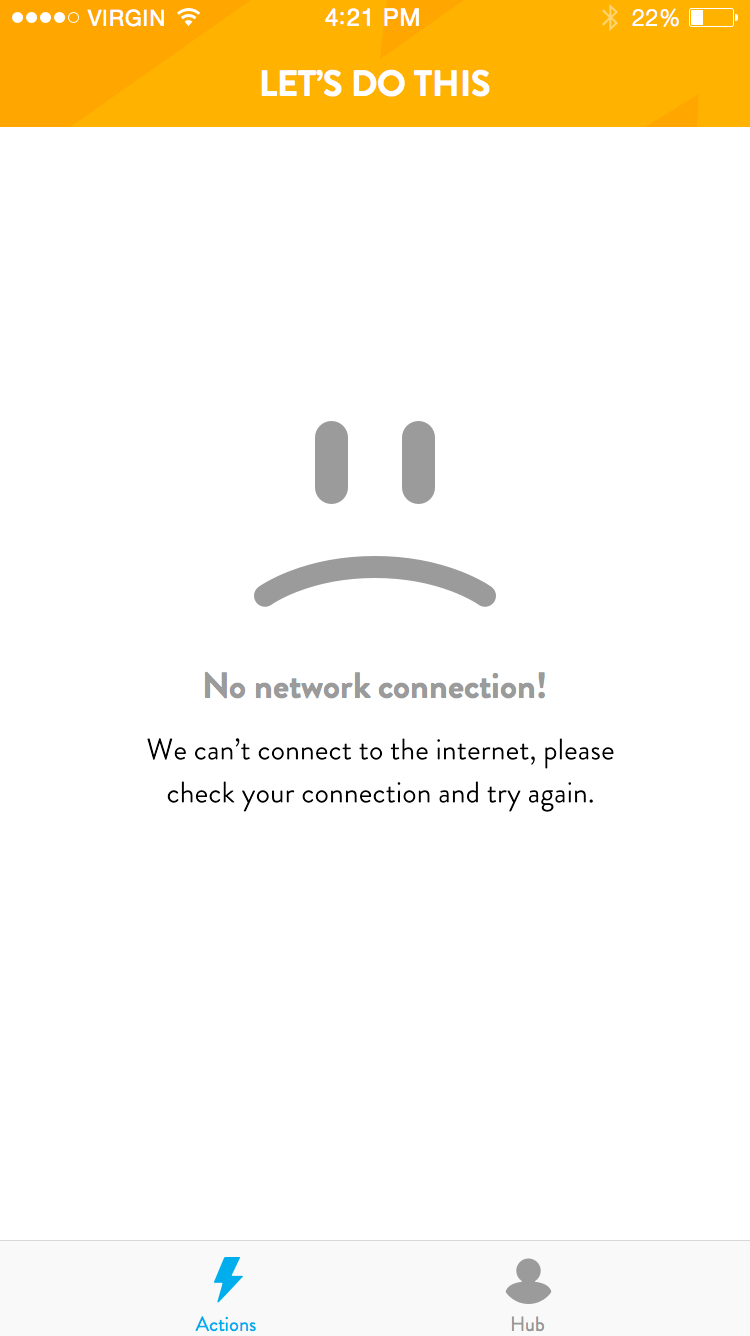 VIRGIN 4:21 PM 22%
LET’S DO THIS
No network connection!
We can’t connect to the internet, please
check your connection and try again.
Actions Hub